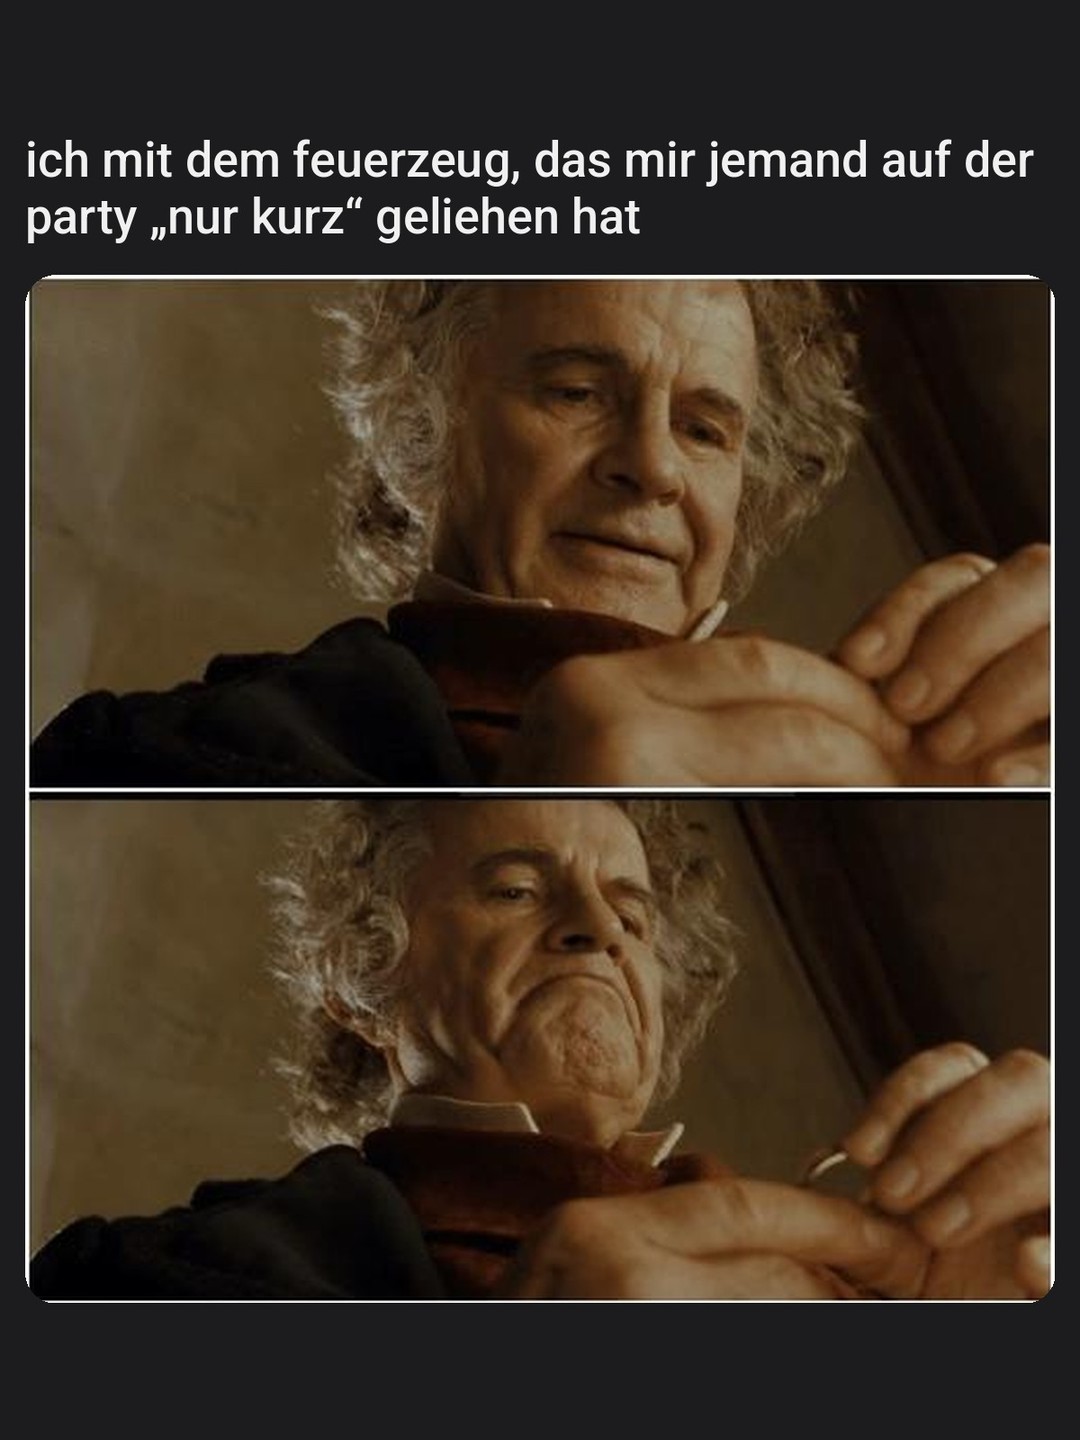 ich mit dem feuerzeug, das mir jemand auf der
party „nur kurz“ geliehen hat